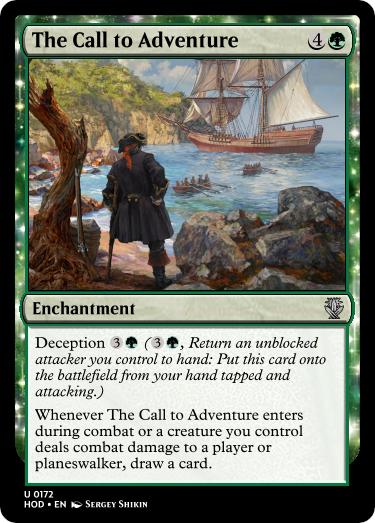 The Call to Adventure 4
Enchantment
Deception 3 (3, Return an unblocked
attacker you control to hand: Put this card onto
the battlefield from your hand tapped and
attacking.)
Whenever The Call to Adventure enters
during combat or a creature you control
deals combat damage to a player or
planeswalker, draw a card.
U 0172
HOD • EN Sergey Shikin